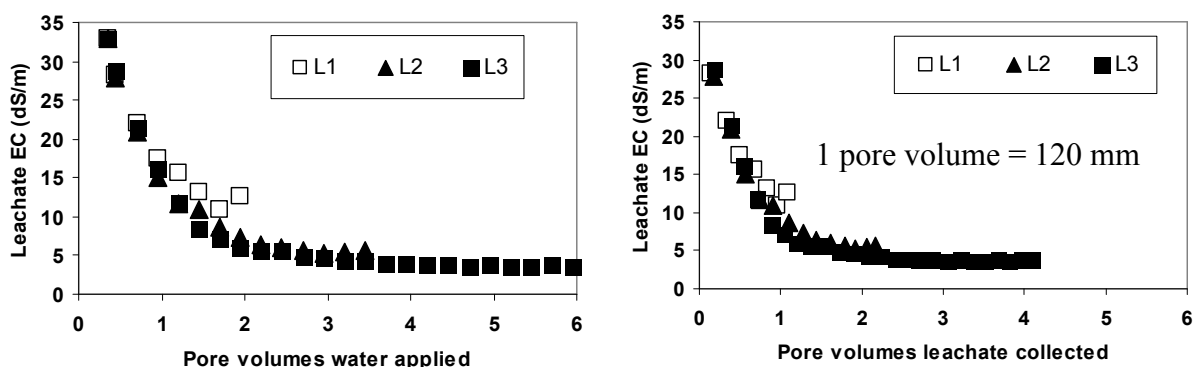 Leachate EC (dS/m)
35
30
25
20
15
10
5
0
L1 L2 L3
0 1 2 3 4 5 6
Pore volumes water applied
Leachate EC (dS/m)
35
30
25
20
15
10
5
0
L1 L2 L3
1 pore volume = 120 mm
0 1 2 3 4 5 6
Pore volumes leachate collected